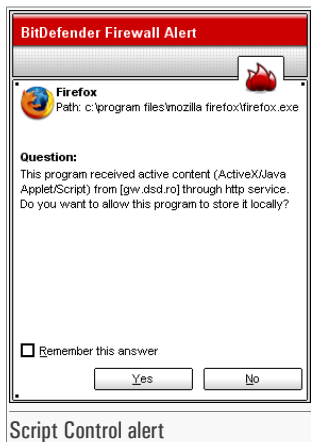 BitDefender Firewall Alert
Firefox
Path: c:\program files\mozilla firefox\firefox.exe
Question:
This program received active content (ActiveX/Java
Applet/Script) from [gw.dsd.ro] through http service.
Do you want to allow this program to store it locally?
Remember this answer
Yes
No
Script Control alert